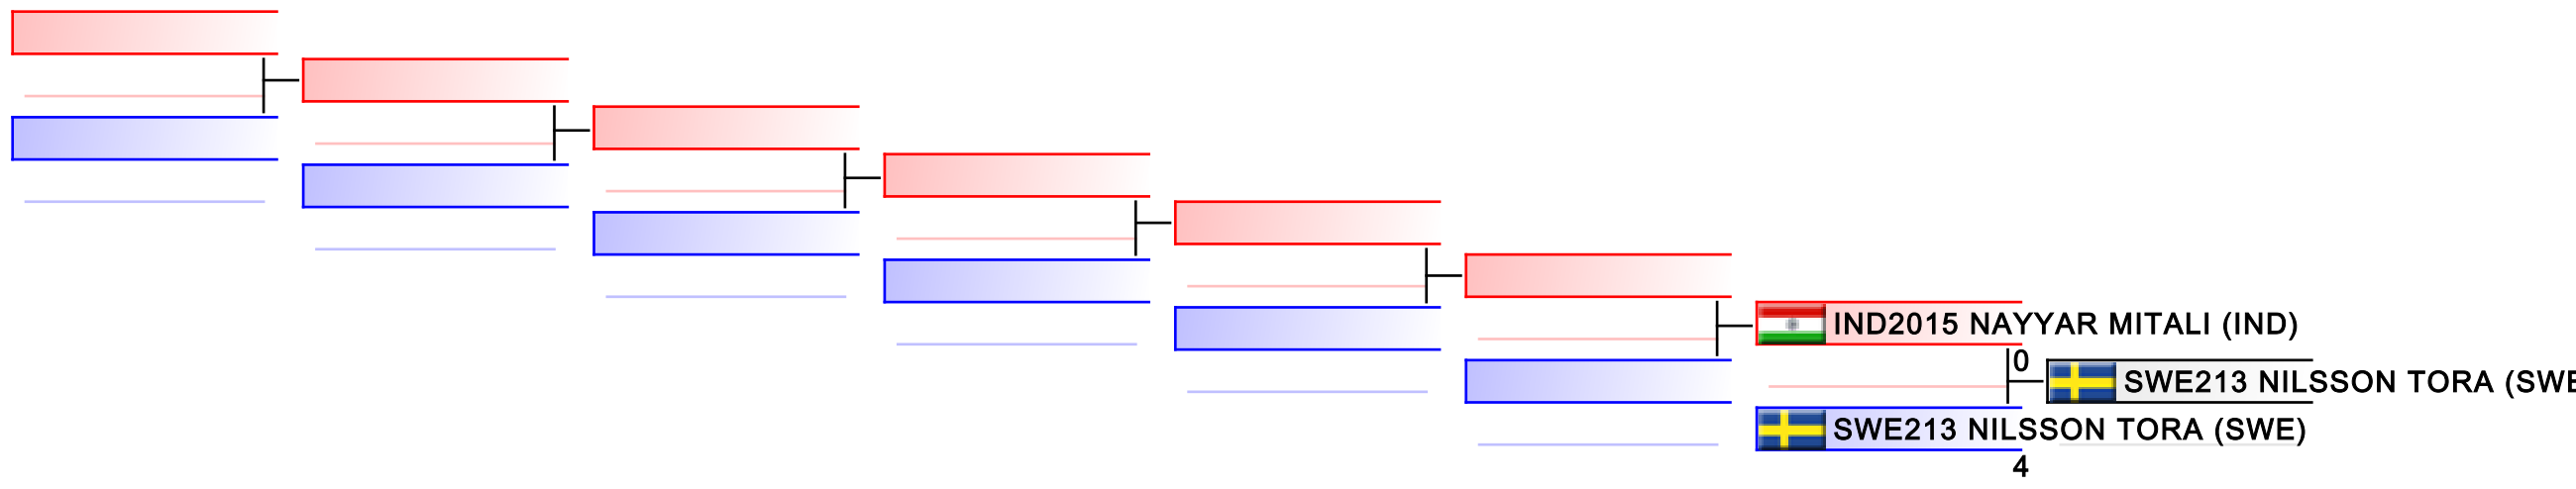 IND2015 NAYYAR MITALI (IND)
0
SWE213 NILSSON TORA (SWE
SWE213 NILSSON TORA (SWE)
4